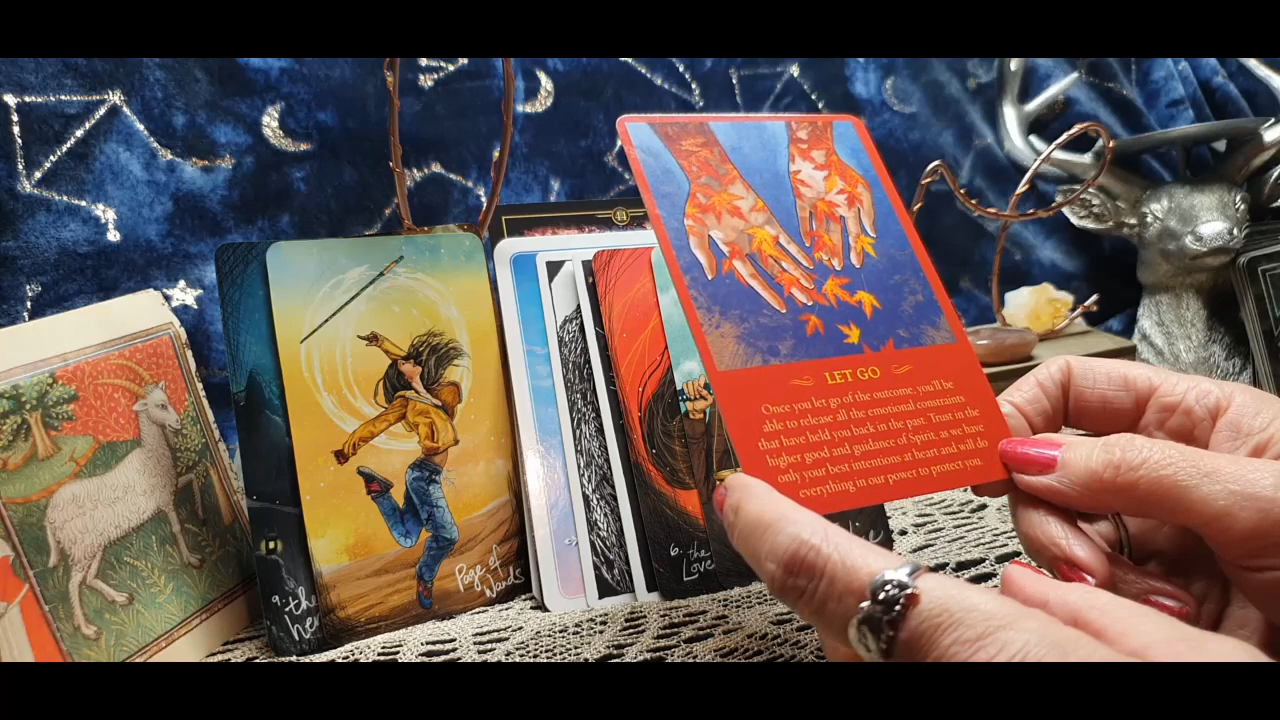 44
LET GO
Once you let go of the outcome, you'll be
able to release all the emotional constraints
that have held you back in the past. Trust in the
higher good and guidance of Spirit, as we have
only your best intentions at heart and will do
everything in our power to protect you.
Page of
Wands
9. the
her
6. the
Love